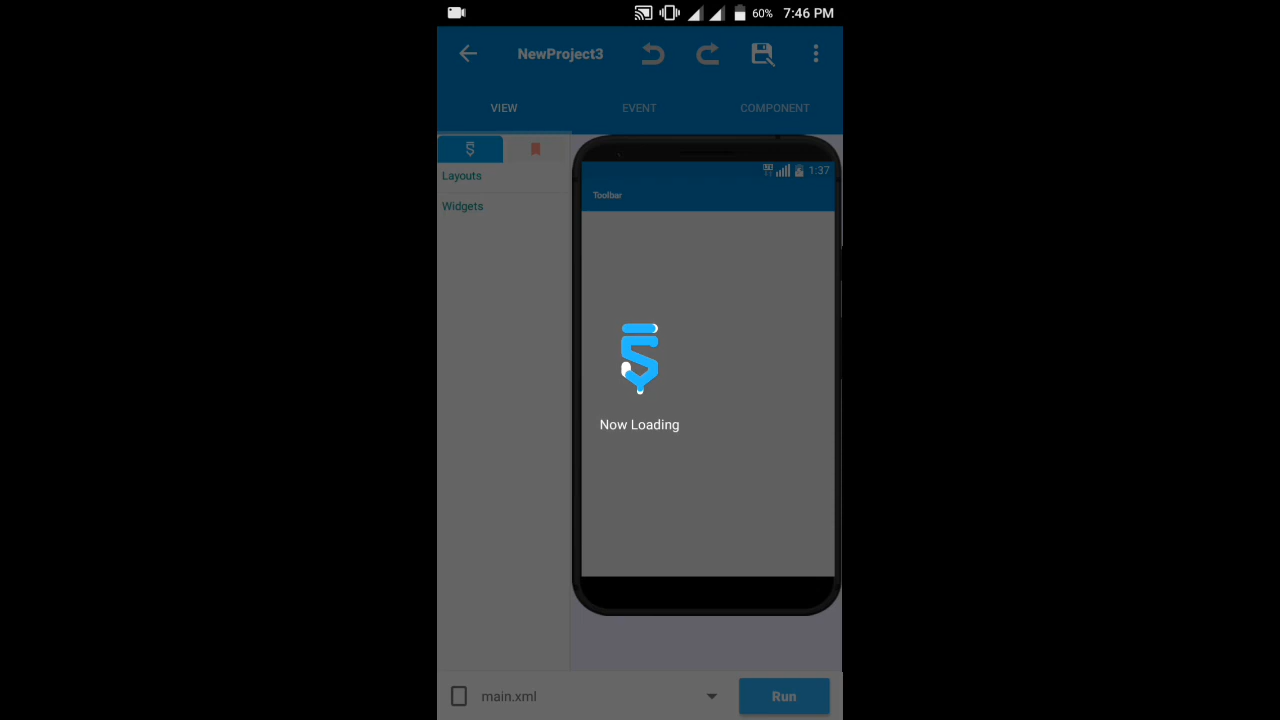 60% 7:46 PM
NewProject3
VIEW EVENT COMPONENT
Layouts
Widgets
1:37
Toolbar
Now Loading
main.xml
Run